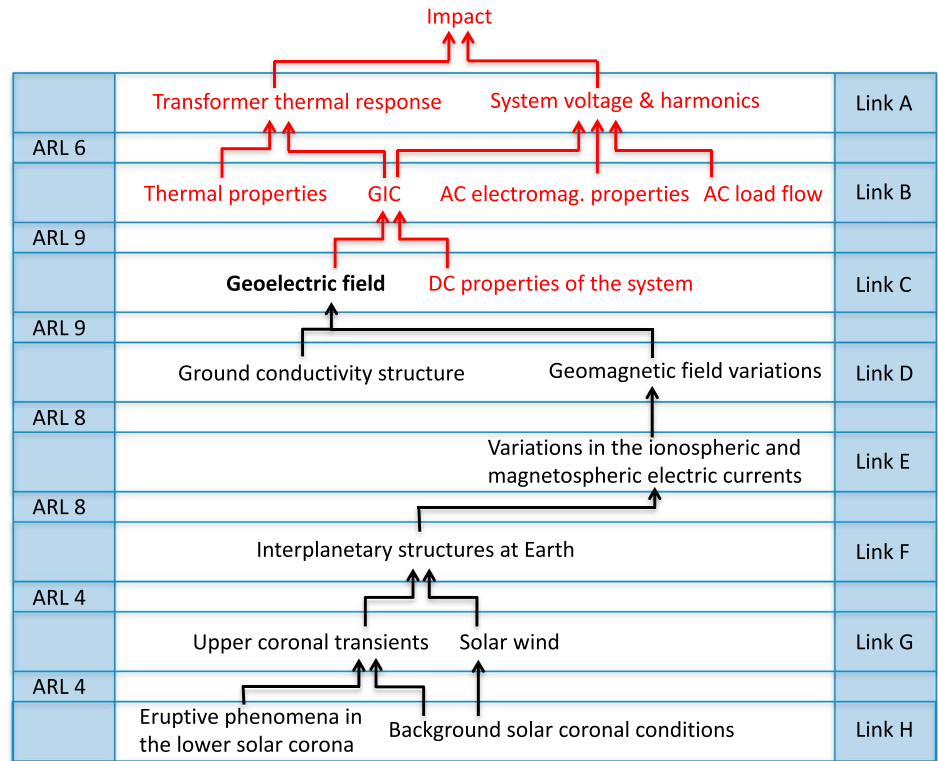 Impact
Transformer thermal response
System voltage & harmonics
Link A
ARL 6
Thermal properties
GIC
AC electromag. properties
AC load flow
Link B
ARL 9
Geoelectric field
DC properties of the system
Link C
ARL 9
Ground conductivity structure
Geomagnetic field variations
Link D
ARL 8
Variations in the ionospheric and
magnetospheric electric currents
Link E
ARL 8
Interplanetary structures at Earth
Link F
ARL 4
Upper coronal transients
Solar wind
Link G
ARL 4
Eruptive phenomena in
the lower solar corona
Background solar coronal conditions
Link H